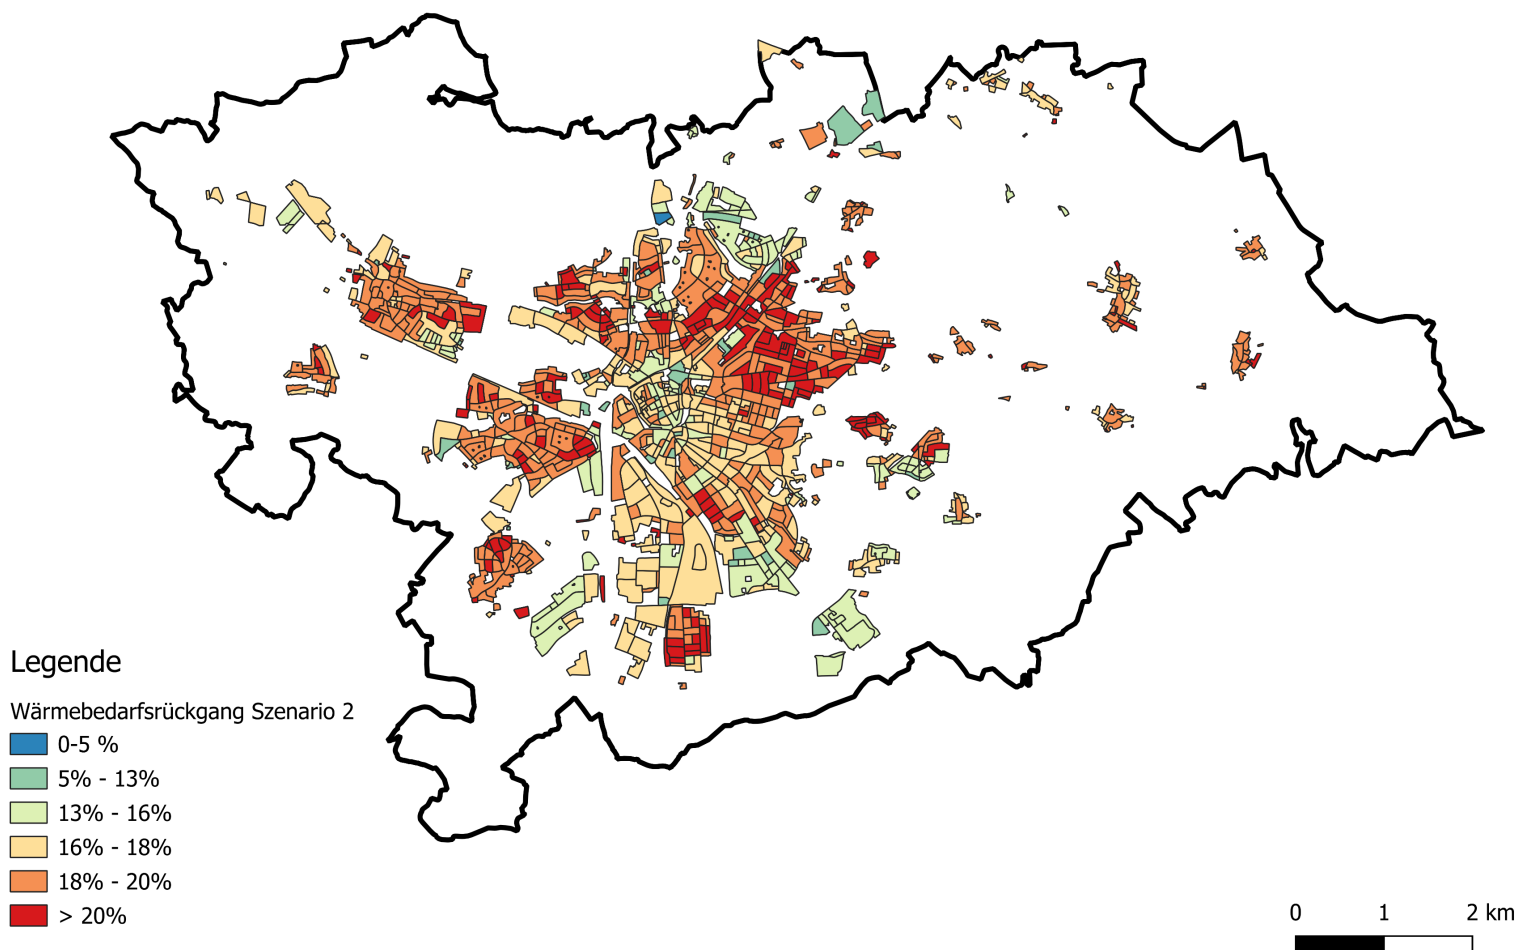 Legende
Wärmebedarfsrückgang Szenario 2
0-5 %
5% - 13%
13% - 16%
16% - 18%
18% - 20%
> 20%
0 1 2 km